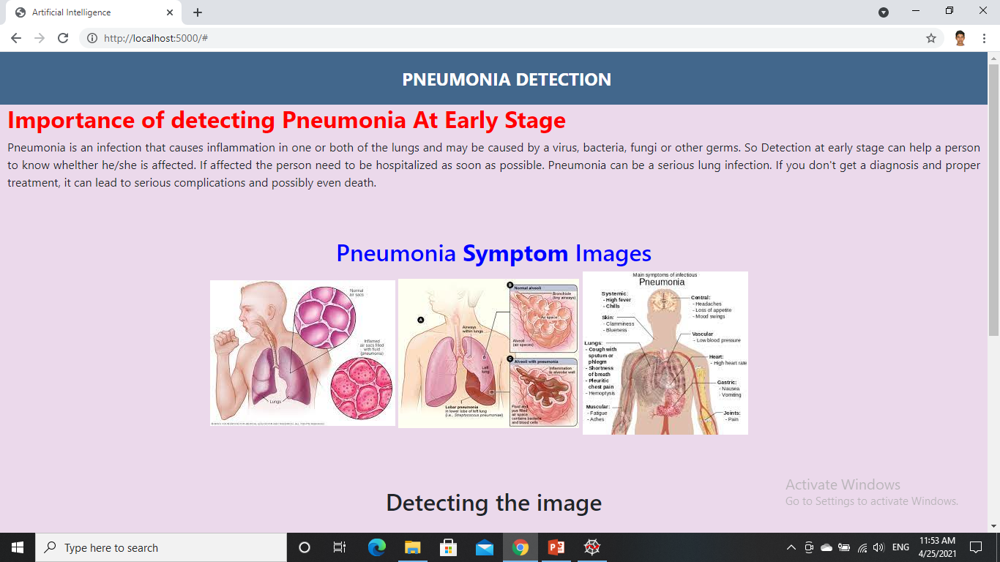 Artificial Intelligence
http://localhost:5000/#
PNEUMONIA DETECTION
Importance of detecting Pneumonia At Early Stage
Pneumonia is an infection that causes inflammation in one or both of the lungs and may be caused by a virus, bacteria, fungi or other germs. So Detection at early stage can help a person
to know whelther he/she is affected. If affected the person need to be hospitalized as soon as possible. Pneumonia can be a serious lung infection. If you don't get a diagnosis and proper
treatment, it can lead to serious complications and possibly even death.
Pneumonia Symptom Images
Normal
air sacs
Inflamed
air sacs filled
with fluid
(pneumonia)
Lungs
A
Airways
within lungs
Left
lung
Lobar pneumonia
in lower lobe of left lung
(i.e., Streptococcus pneumoniae)
B
Normal alveoli
Bronchiole
(tiny airways)
Air space
Alveoli
(air spaces)
C
Alveoli with pneumonia
Inflammation
in alveolar wall
Fluid and
pus filled
air space
contains bacteria
and blood cells
Main symptoms of infectious
Pneumonia
Systemic:
- High fever
- Chills
Skin:
- Clamminess
- Blueness
Lungs:
- Cough with
sputum or
phlegm
- Shortness
of breath
- Pleuritic
chest pain
- Hemoptysis
Muscular:
- Fatigue
- Aches
Central:
- Headaches
- Loss of appetite
- Mood swings
Vascular
- Low blood pressure
Heart:
- High heart rate
Gastric:
- Nausea
- Vomiting
Joints:
- Pain
Detecting the image
Activate Windows
Go to Settings to activate Windows.
Type here to search
ENG
11:53 AM
4/25/2021